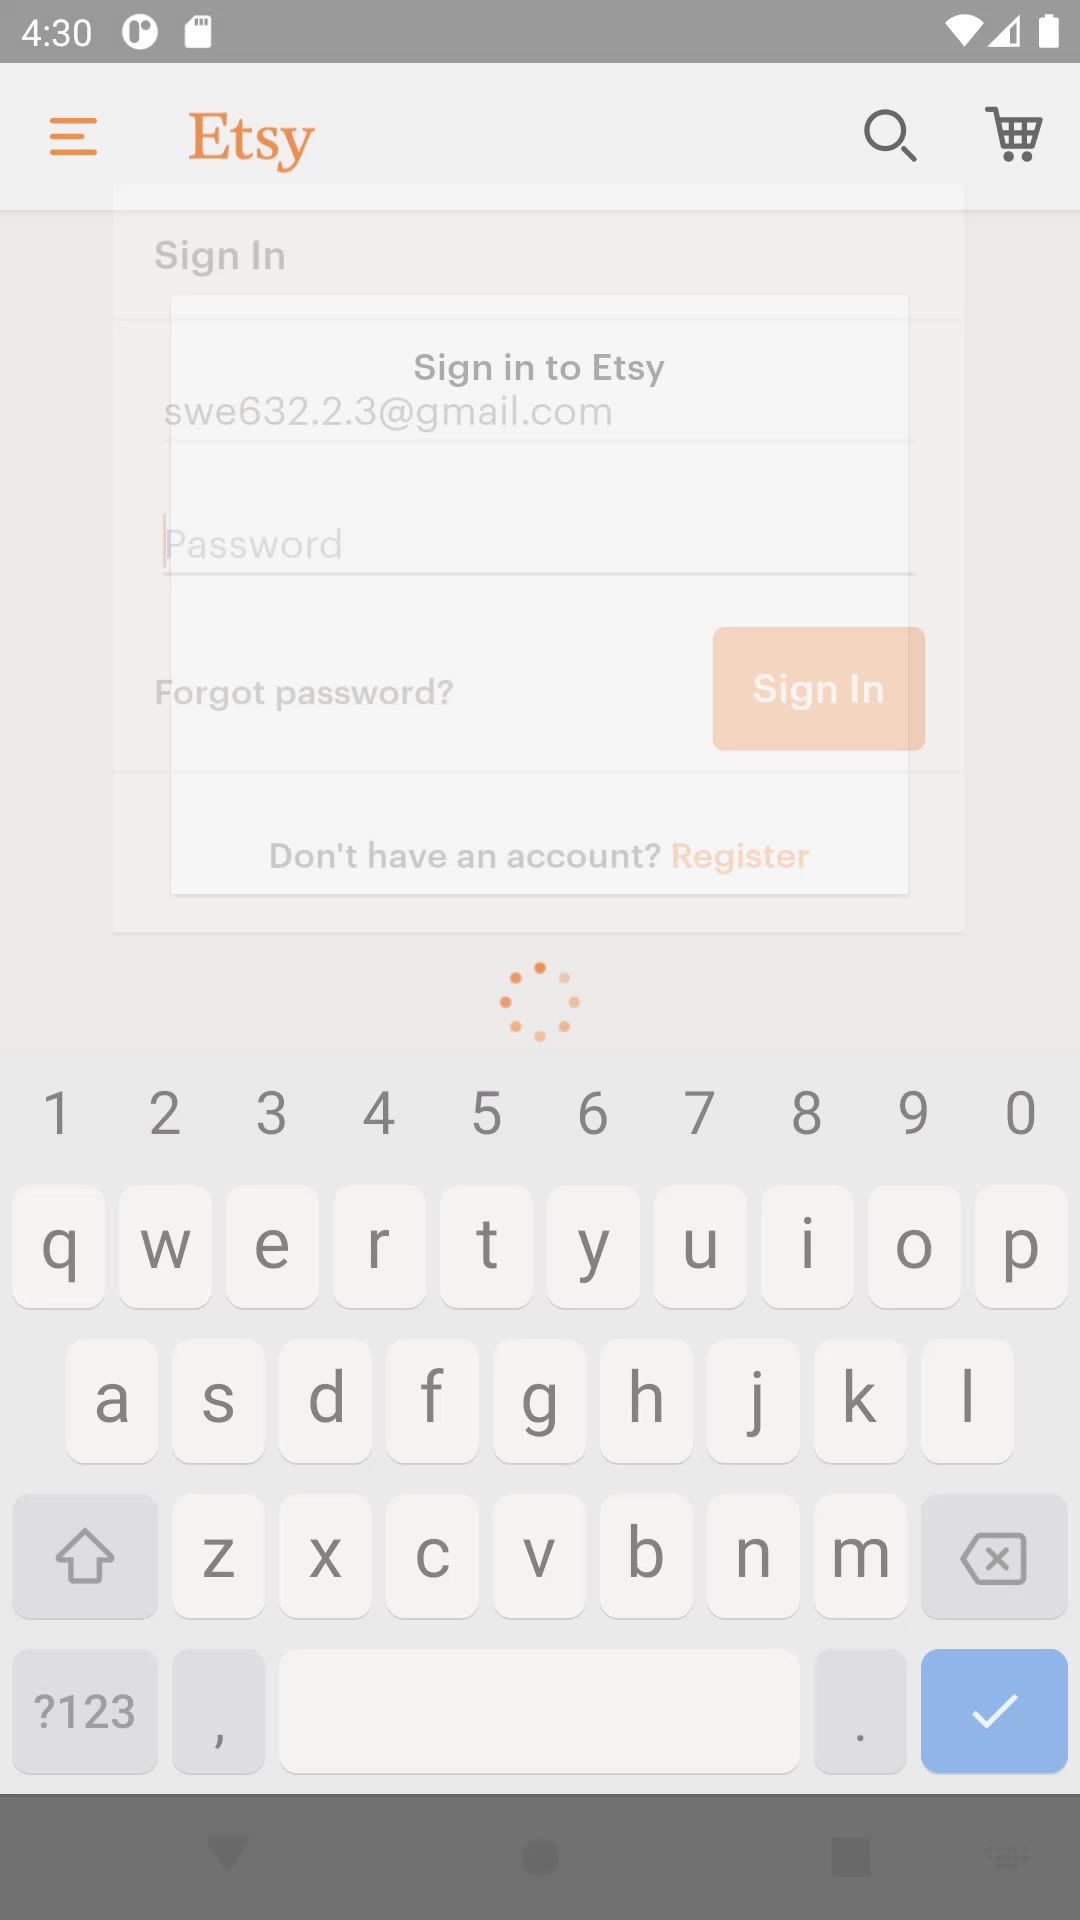 4:30
Etsy
Sign In
Sign in to Etsy
swe632.2.3@gmail.com
Password
Forgot password?
Sign In
Don't have an account? Register
1 2 3 4 5 6 7 8 9 0
q w e r t y u i o p
a s d f g h j k l
z x c v b n m
?123 , .